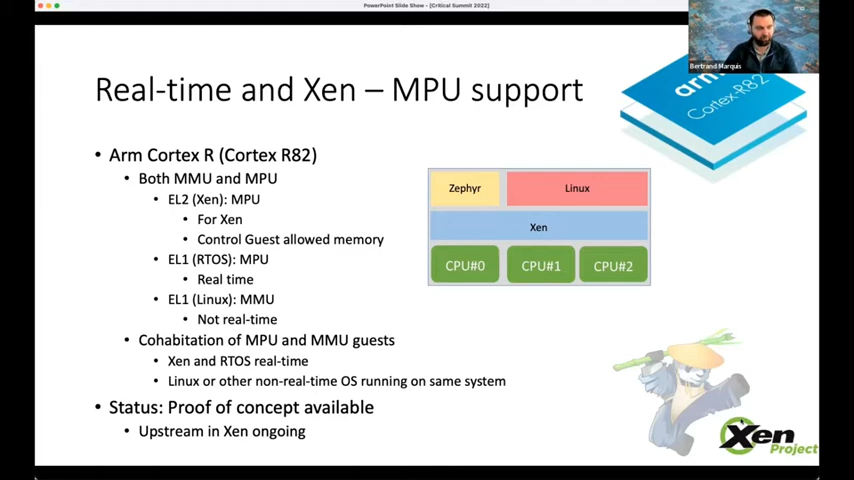 PowerPoint Slide Show - [Critical Summit 2022]
Bertrand Marquis
Real-time and Xen – MPU support
arm
Cortex-R82
• Arm Cortex R (Cortex R82)
• Both MMU and MPU
• EL2 (Xen): MPU
• For Xen
• Control Guest allowed memory
• EL1 (RTOS): MPU
• Real time
• EL1 (Linux): MMU
• Not real-time
• Cohabitation of MPU and MMU guests
• Xen and RTOS real-time
• Linux or other non-real-time OS running on same system
• Status: Proof of concept available
• Upstream in Xen ongoing
Zephyr Linux
Xen
CPU#0 CPU#1 CPU#2
Xen
Project